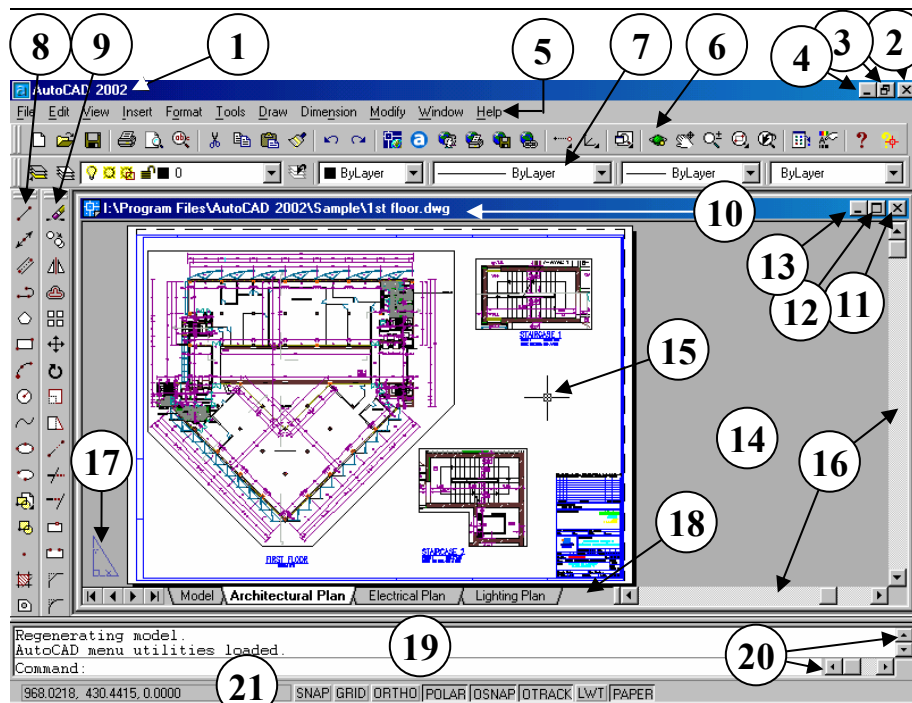 8 9 1 5 7 6 4 3 2
AutoCAD 2002
File Edit View Insert Format Tools Draw Dimension Modify Window Help
0 ByLayer ByLayer ByLayer ByLayer
I:\Program Files\AutoCAD 2002\Sample\1st floor.dwg
10
13 12 11
STAIRCASE 1
15
14
16
17
18
STAIRCASE 2
FIRST FLOOR
Model Architectural Plan Electrical Plan Lighting Plan
Regenerating model.
AutoCAD menu utilities loaded.
Command:
19
20
21
968.0218, 430.4415, 0.0000 SNAP GRID ORTHO POLAR OSNAP OTRACK LWT PAPER